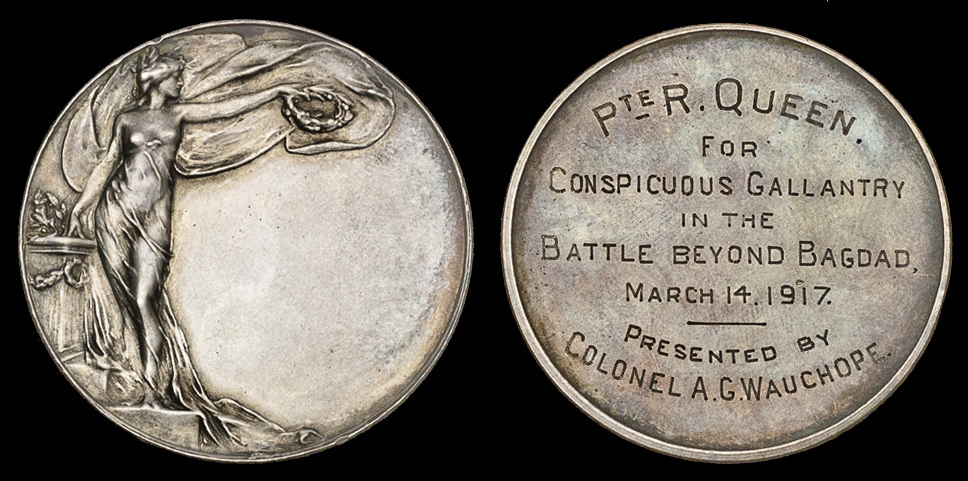 PTE R. QUEEN.
FOR
CONSPICUOUS GALLANTRY
IN THE
BATTLE BEYOND BAGDAD,
MARCH 14. 1917.
PRESENTED BY
COLONEL A.G. WAUCHOPE.